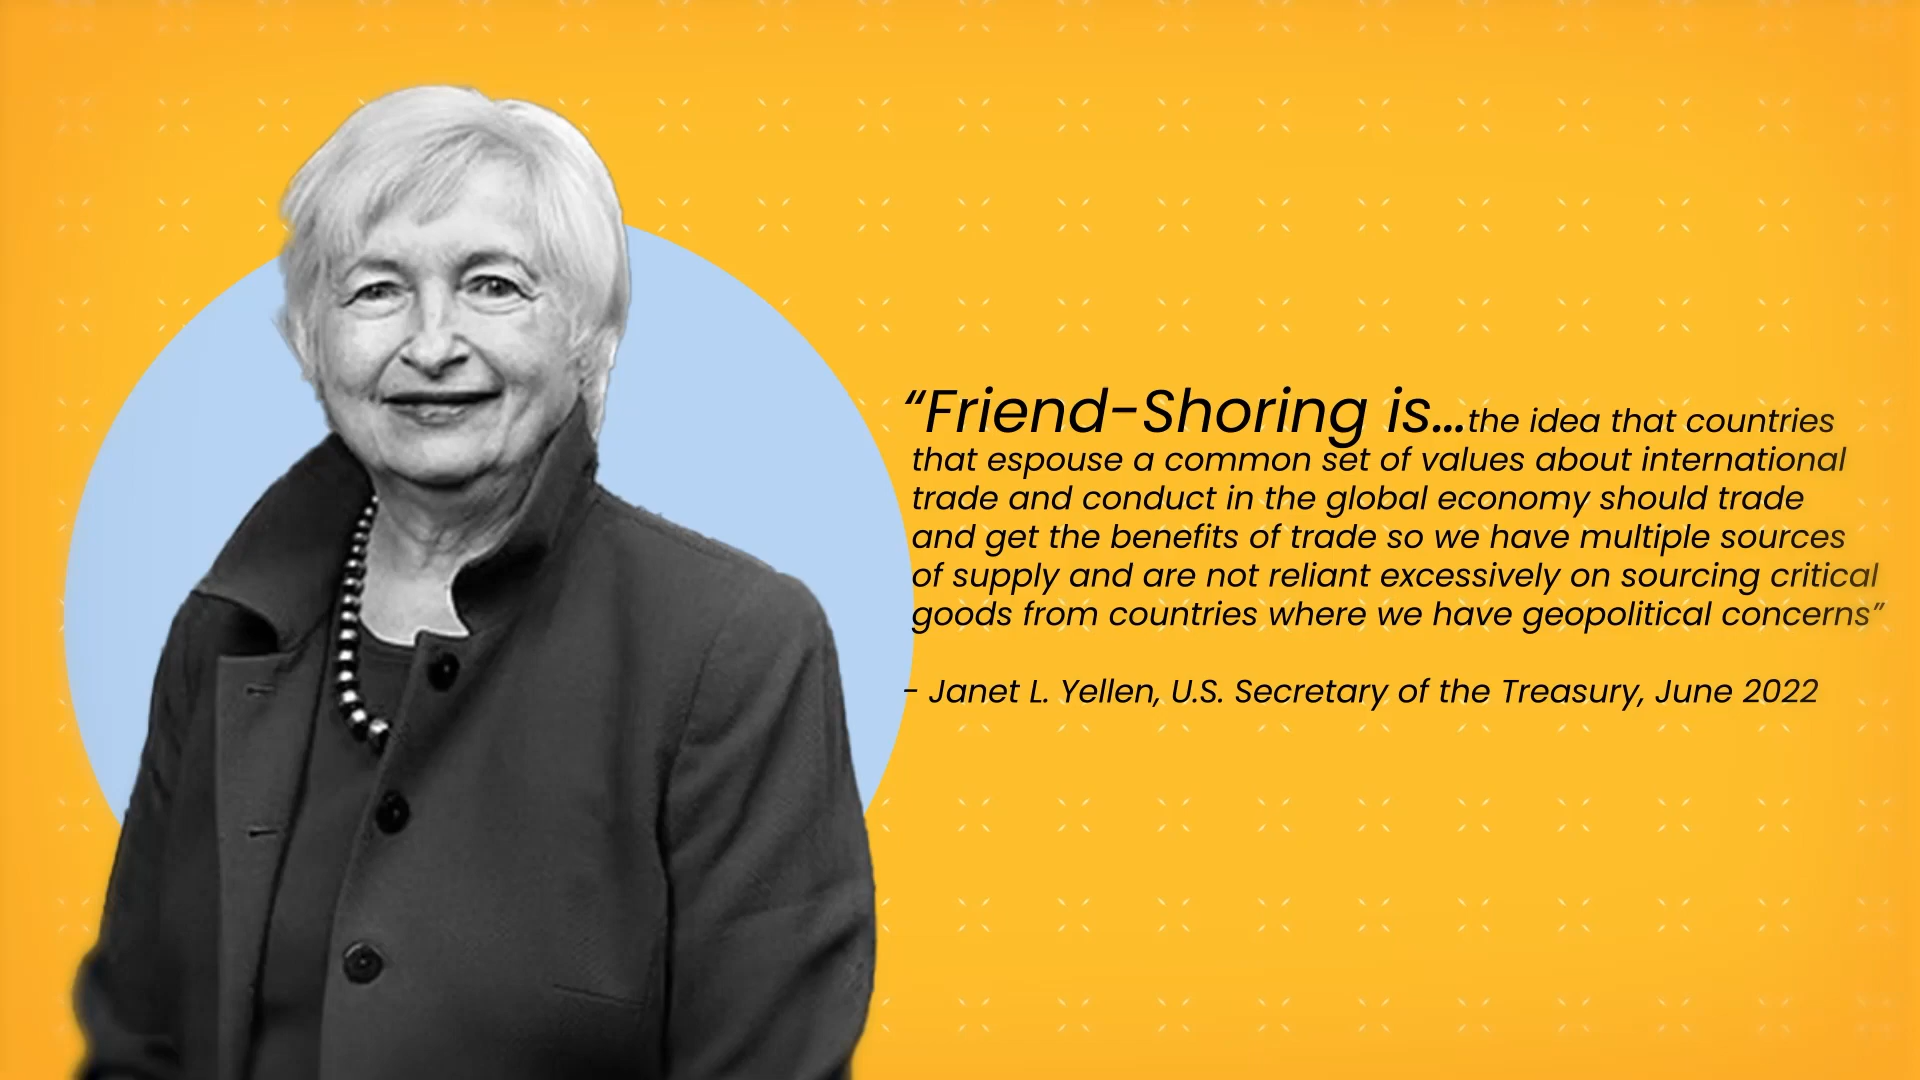 “Friend-Shoring is...the idea that countries
that espouse a common set of values about international
trade and conduct in the global economy should trade
and get the benefits of trade so we have multiple sources
of supply and are not reliant excessively on sourcing critical
goods from countries where we have geopolitical concerns”
- Janet L. Yellen, U.S. Secretary of the Treasury, June 2022